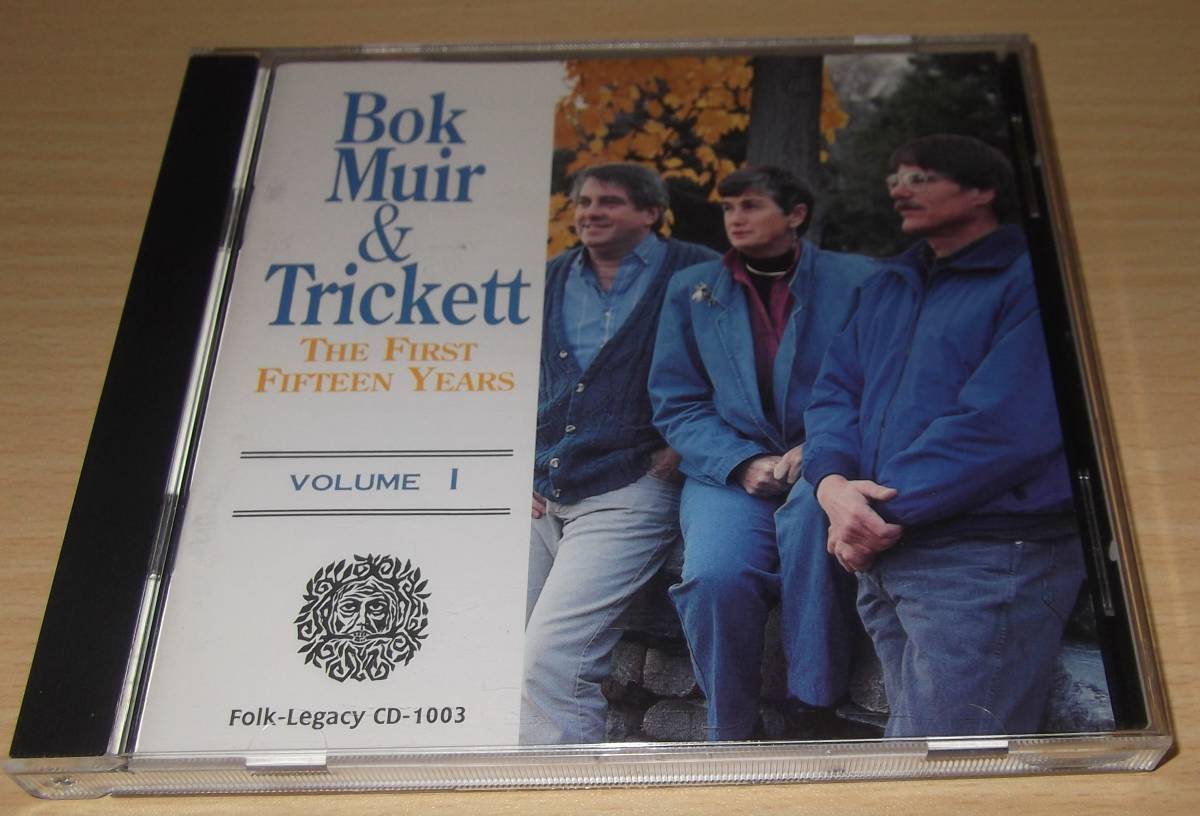 Bok
Muir
&
Trickett
THE FIRST
FIFTEEN YEARS
VOLUME I
Folk-Legacy CD-1003